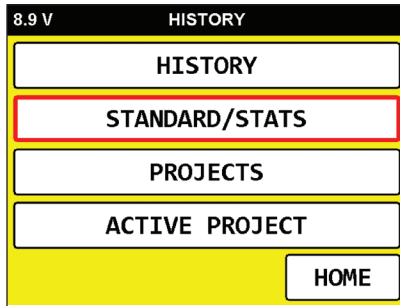 8.9 V HISTORY
HISTORY
STANDARD/STATS
PROJECTS
ACTIVE PROJECT
HOME